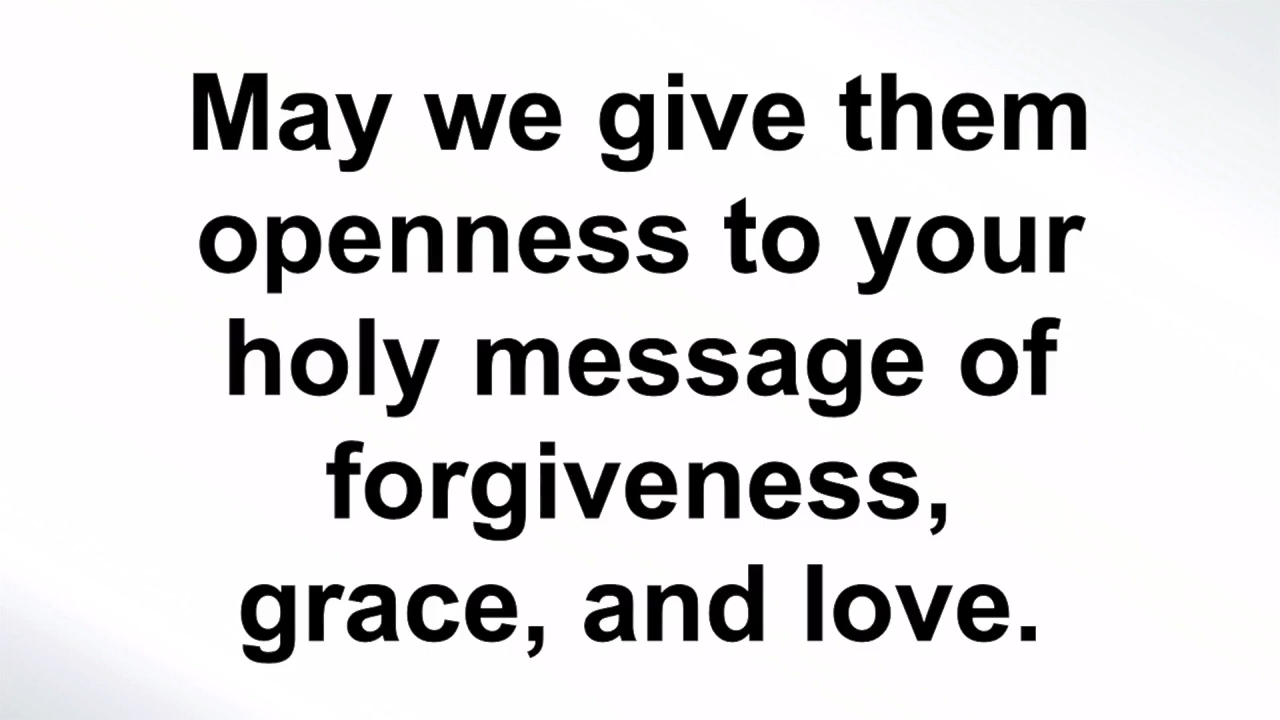 May we give them
openness to your
holy message of
forgiveness,
grace, and love.